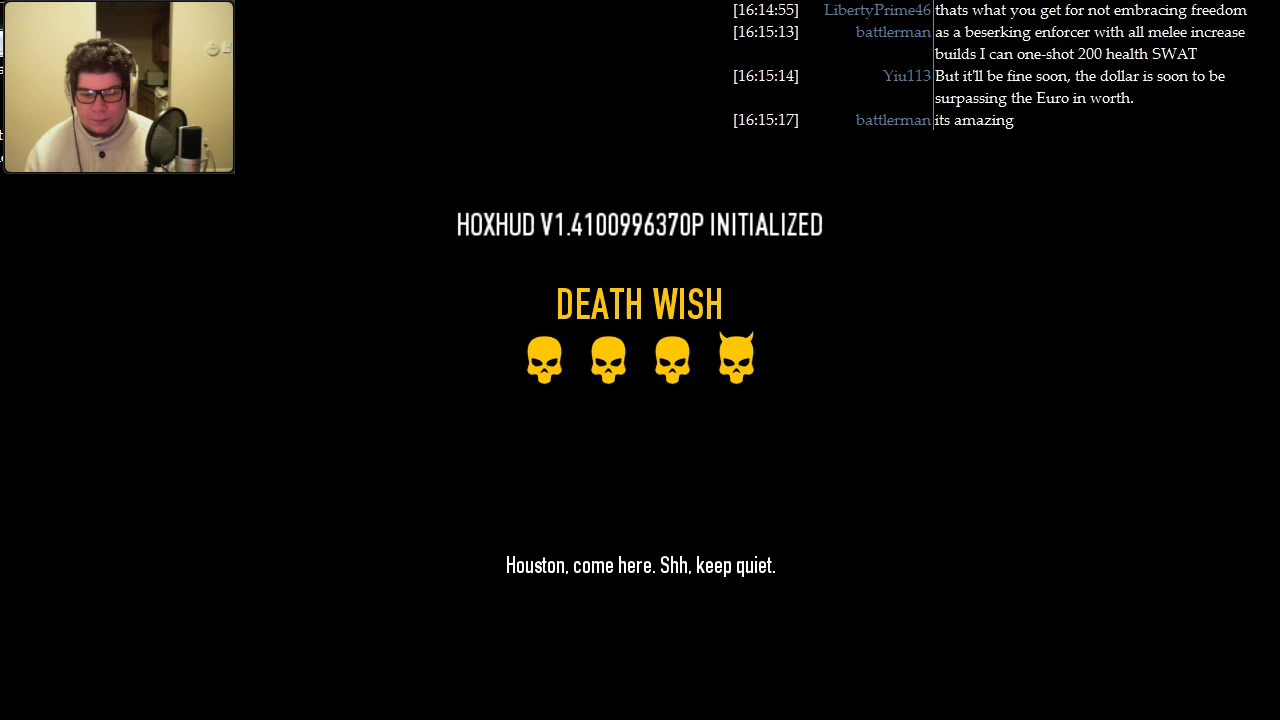 [16:14:55] LibertyPrime46 thats what you get for not embracing freedom
[16:15:13] battlerman as a beserking enforcer with all melee increase
builds I can one-shot 200 health SWAT
[16:15:14] Yiu113 But it'll be fine soon, the dollar is soon to be
surpassing the Euro in worth.
[16:15:17] battlerman its amazing
HOXHUD V1.4100996370P INITIALIZED
DEATH WISH
Houston, come here. Shh, keep quiet.